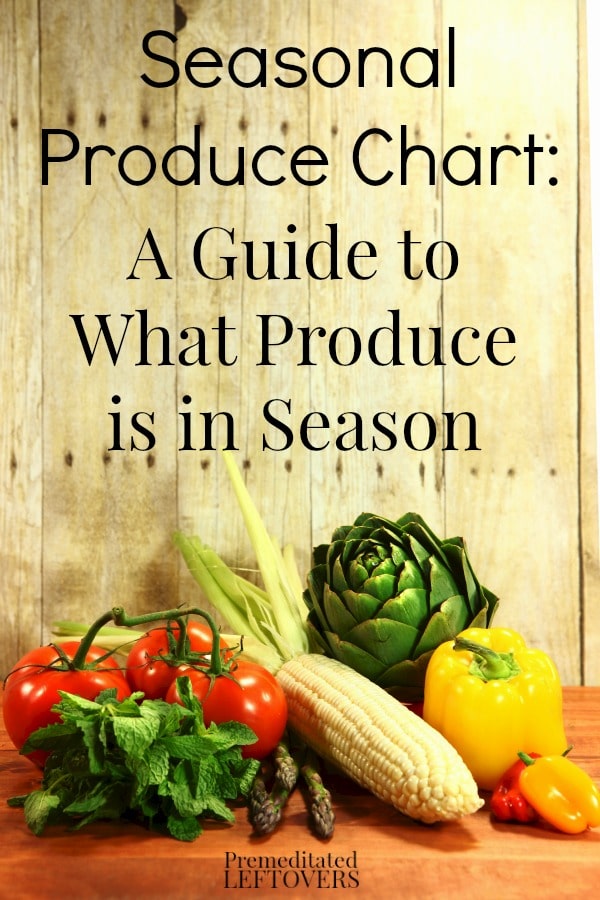 Seasonal
Produce Chart:
A Guide to
What Produce
is in Season
Premeditated
LEFTOVERS